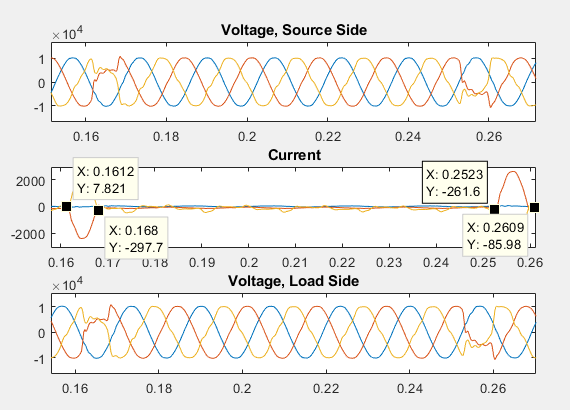 Voltage, Source Side
×10⁴
1
0
-1
0.16 0.18 0.2 0.22 0.24 0.26
Current
X: 0.1612
Y: 7.821
X: 0.2523
Y: -261.6
2000
0
-2000
X: 0.168
Y: -297.7
X: 0.2609
Y: -85.98
0.16 0.17 0.18 0.19 0.2 0.21 0.22 0.23 0.24 0.25 0.26
Voltage, Load Side
×10⁴
1
0
-1
0.16 0.18 0.2 0.22 0.24 0.26